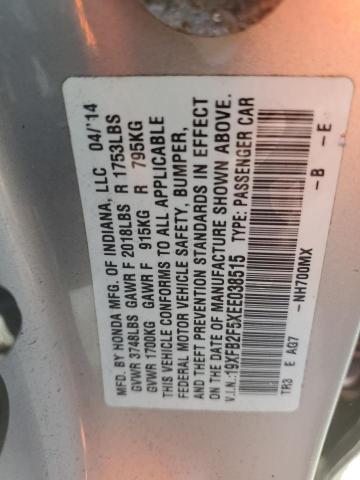 MFD. BY HONDA MFG. OF INDIANA, LLC 04/'14
GVWR 3748LBS GAWR F 2018LBS R 1753LBS
GVWR 1700KG GAWR F 915KG R 795KG
THIS VEHICLE CONFORMS TO ALL APPLICABLE
FEDERAL MOTOR VEHICLE SAFETY, BUMPER,
AND THEFT PREVENTION STANDARDS IN EFFECT
ON THE DATE OF MANUFACTURE SHOWN ABOVE.
V.I.N.:19XFB2F5XEE038515 TYPE: PASSENGER CAR
TR3 E AG7 -NH700MX -B -E